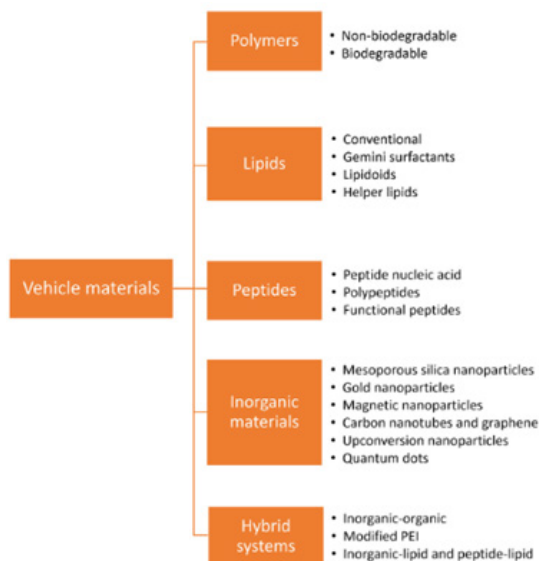 Polymers
• Non-biodegradable
• Biodegradable
Lipids
• Conventional
• Gemini surfactants
• Lipidoids
• Helper lipids
Vehicle materials
Peptides
• Peptide nucleic acid
• Polypeptides
• Functional peptides
Inorganic
materials
• Mesoporous silica nanoparticles
• Gold nanoparticles
• Magnetic nanoparticles
• Carbon nanotubes and graphene
• Upconversion nanoparticles
• Quantum dots
Hybrid
systems
• Inorganic-organic
• Modified PEI
• Inorganic-lipid and peptide-lipid